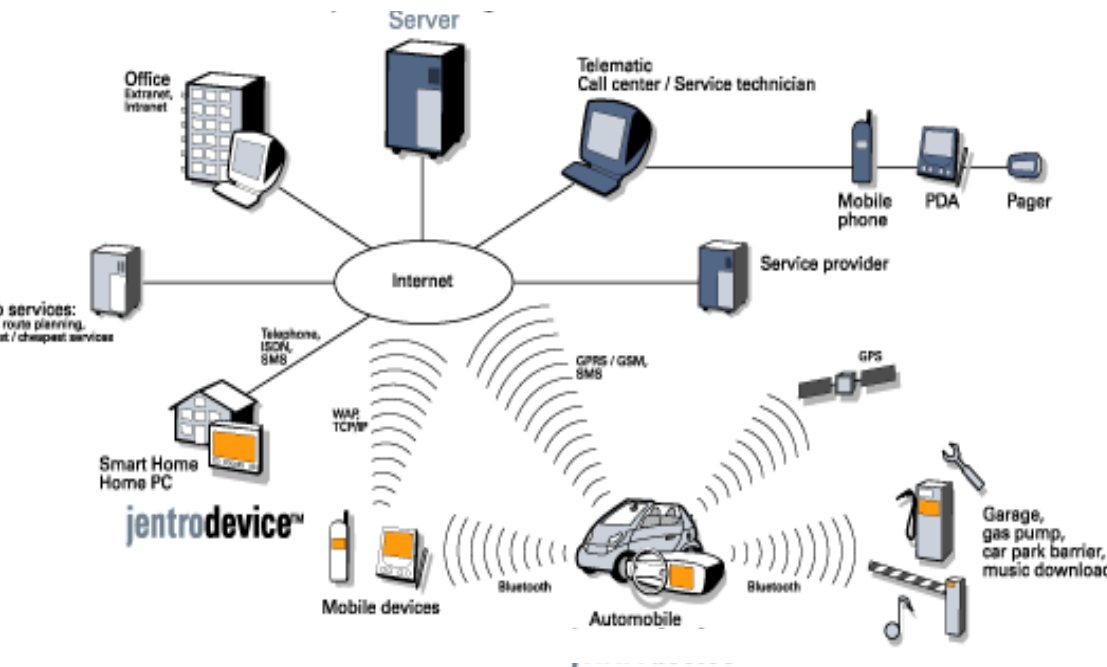 Server
Office
Extranet,
Intranet
Telematic
Call center / Service technician
Mobile
phone
PDA
Pager
Internet
Service provider
services:
route planning,
/ cheapest services
Telephone,
ISDN,
SMS
GPRS / GSM,
SMS
GPS
WAP,
TCP/IP
Smart Home
Home PC
jentrodevice™
Garage,
gas pump,
car park barrier,
music download
Bluetooth
Bluetooth
Mobile devices
Automobile